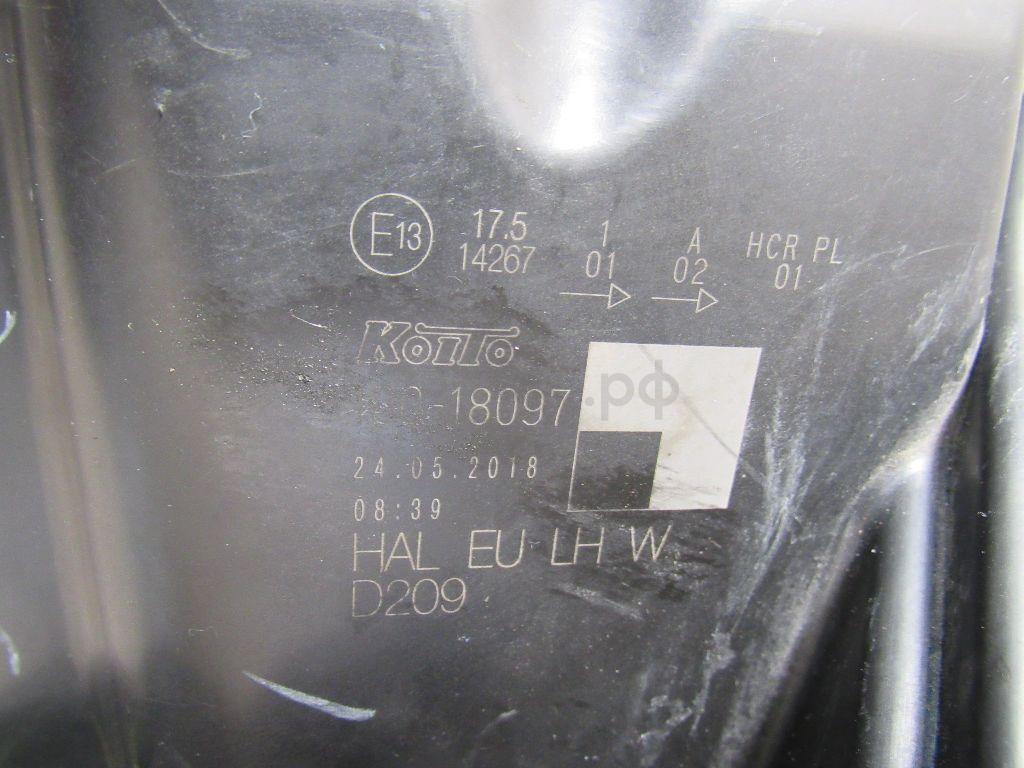 E13 17.5 1 A HCR PL
14267 01 02 01
KOITO
-18097
.рф
24.05.2018
08:39
HAL EU LH W
D209